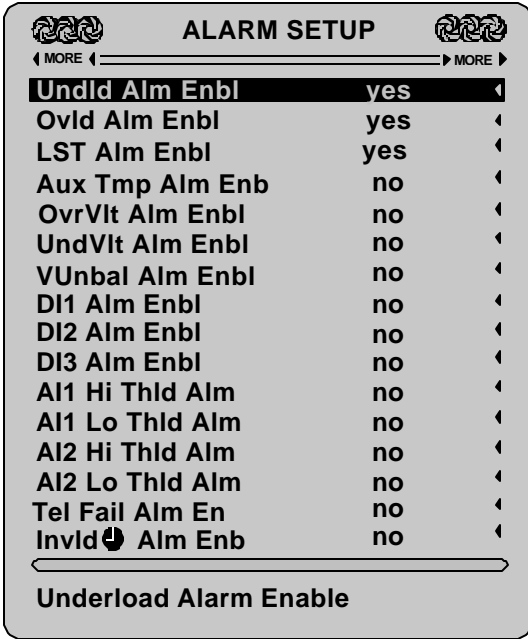 ALARM SETUP
MORE MORE
Undld Alm Enbl yes
Ovld Alm Enbl yes
LST Alm Enbl yes
Aux Tmp Alm Enb no
OvrVlt Alm Enbl no
UndVlt Alm Enbl no
VUnbal Alm Enbl no
DI1 Alm Enbl no
DI2 Alm Enbl no
DI3 Alm Enbl no
AI1 Hi Thld Alm no
AI1 Lo Thld Alm no
AI2 Hi Thld Alm no
AI2 Lo Thld Alm no
Tel Fail Alm En no
Invld Alm Enb no
Underload Alarm Enable